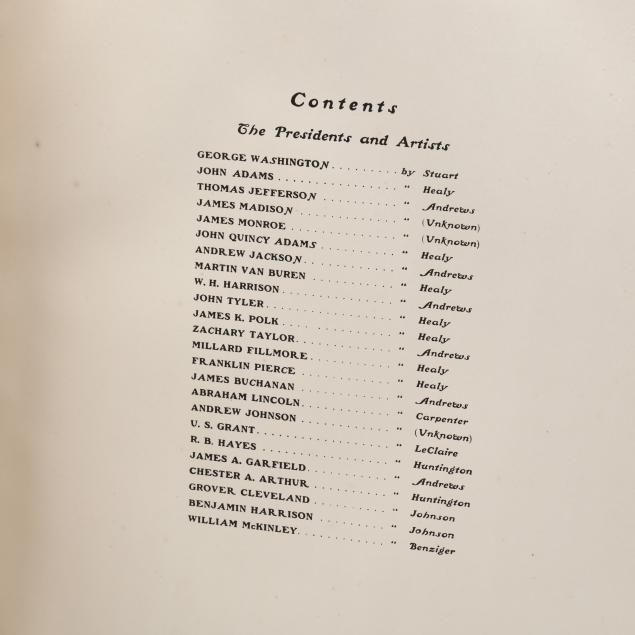 Contents
The Presidents and Artists
GEORGE WASHINGTON . . . . . . . . . by Stuart
JOHN ADAMS . . . . . . . . . . . . . . . " Healy
THOMAS JEFFERSON . . . . . . . . . . " Andrews
JAMES MADISON . . . . . . . . . . . . . " (Unknown)
JAMES MONROE . . . . . . . . . . . . . . " (Unknown)
JOHN QUINCY ADAMS . . . . . . . . . . " Healy
ANDREW JACKSON . . . . . . . . . . . . " Andrews
MARTIN VAN BUREN . . . . . . . . . . . " Healy
W. H. HARRISON . . . . . . . . . . . . . . " Andrews
JOHN TYLER . . . . . . . . . . . . . . . . " Healy
JAMES K. POLK . . . . . . . . . . . . . . " Healy
ZACHARY TAYLOR . . . . . . . . . . . . . " Andrews
MILLARD FILLMORE . . . . . . . . . . . . " Healy
FRANKLIN PIERCE . . . . . . . . . . . . . " Healy
JAMES BUCHANAN . . . . . . . . . . . . . " Andrews
ABRAHAM LINCOLN . . . . . . . . . . . . " Carpenter
ANDREW JOHNSON . . . . . . . . . . . . " (Unknown)
U. S. GRANT . . . . . . . . . . . . . . . . " LeClaire
R. B. HAYES . . . . . . . . . . . . . . . . " Huntington
JAMES A. GARFIELD . . . . . . . . . . . . " Andrews
CHESTER A. ARTHUR . . . . . . . . . . . " Huntington
GROVER CLEVELAND . . . . . . . . . . . " Johnson
BENJAMIN HARRISON . . . . . . . . . . . " Johnson
WILLIAM McKINLEY . . . . . . . . . . . . " Benziger